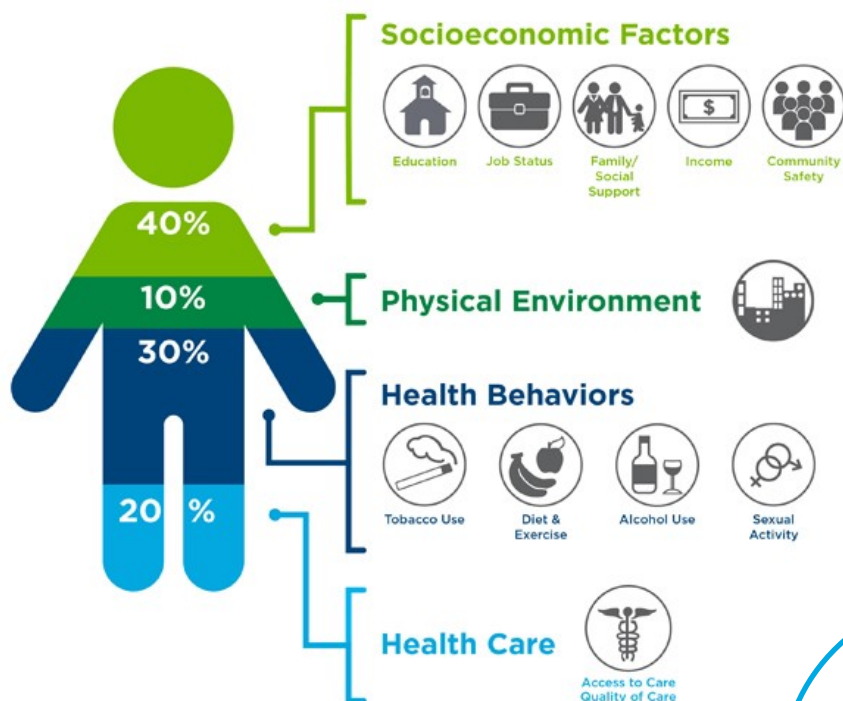 Socioeconomic Factors
$
Education
Job Status
Family/
Social
Support
Income
Community
Safety
40%
10%
Physical Environment
30%
Health Behaviors
Tobacco Use
Diet &
Exercise
Alcohol Use
Sexual
Activity
20 %
Health Care
Access to Care
Quality of Care